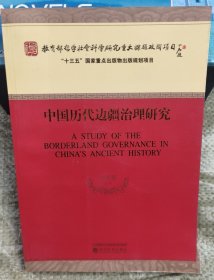 NOVELS
教育部哲学社会科学研究重大课题攻关项目
“十三五”国家重点出版物出版规划项目
中国历代边疆治理研究
A STUDY OF THE
BORDERLAND GOVERNANCE IN
CHINA'S ANCIENT HISTORY